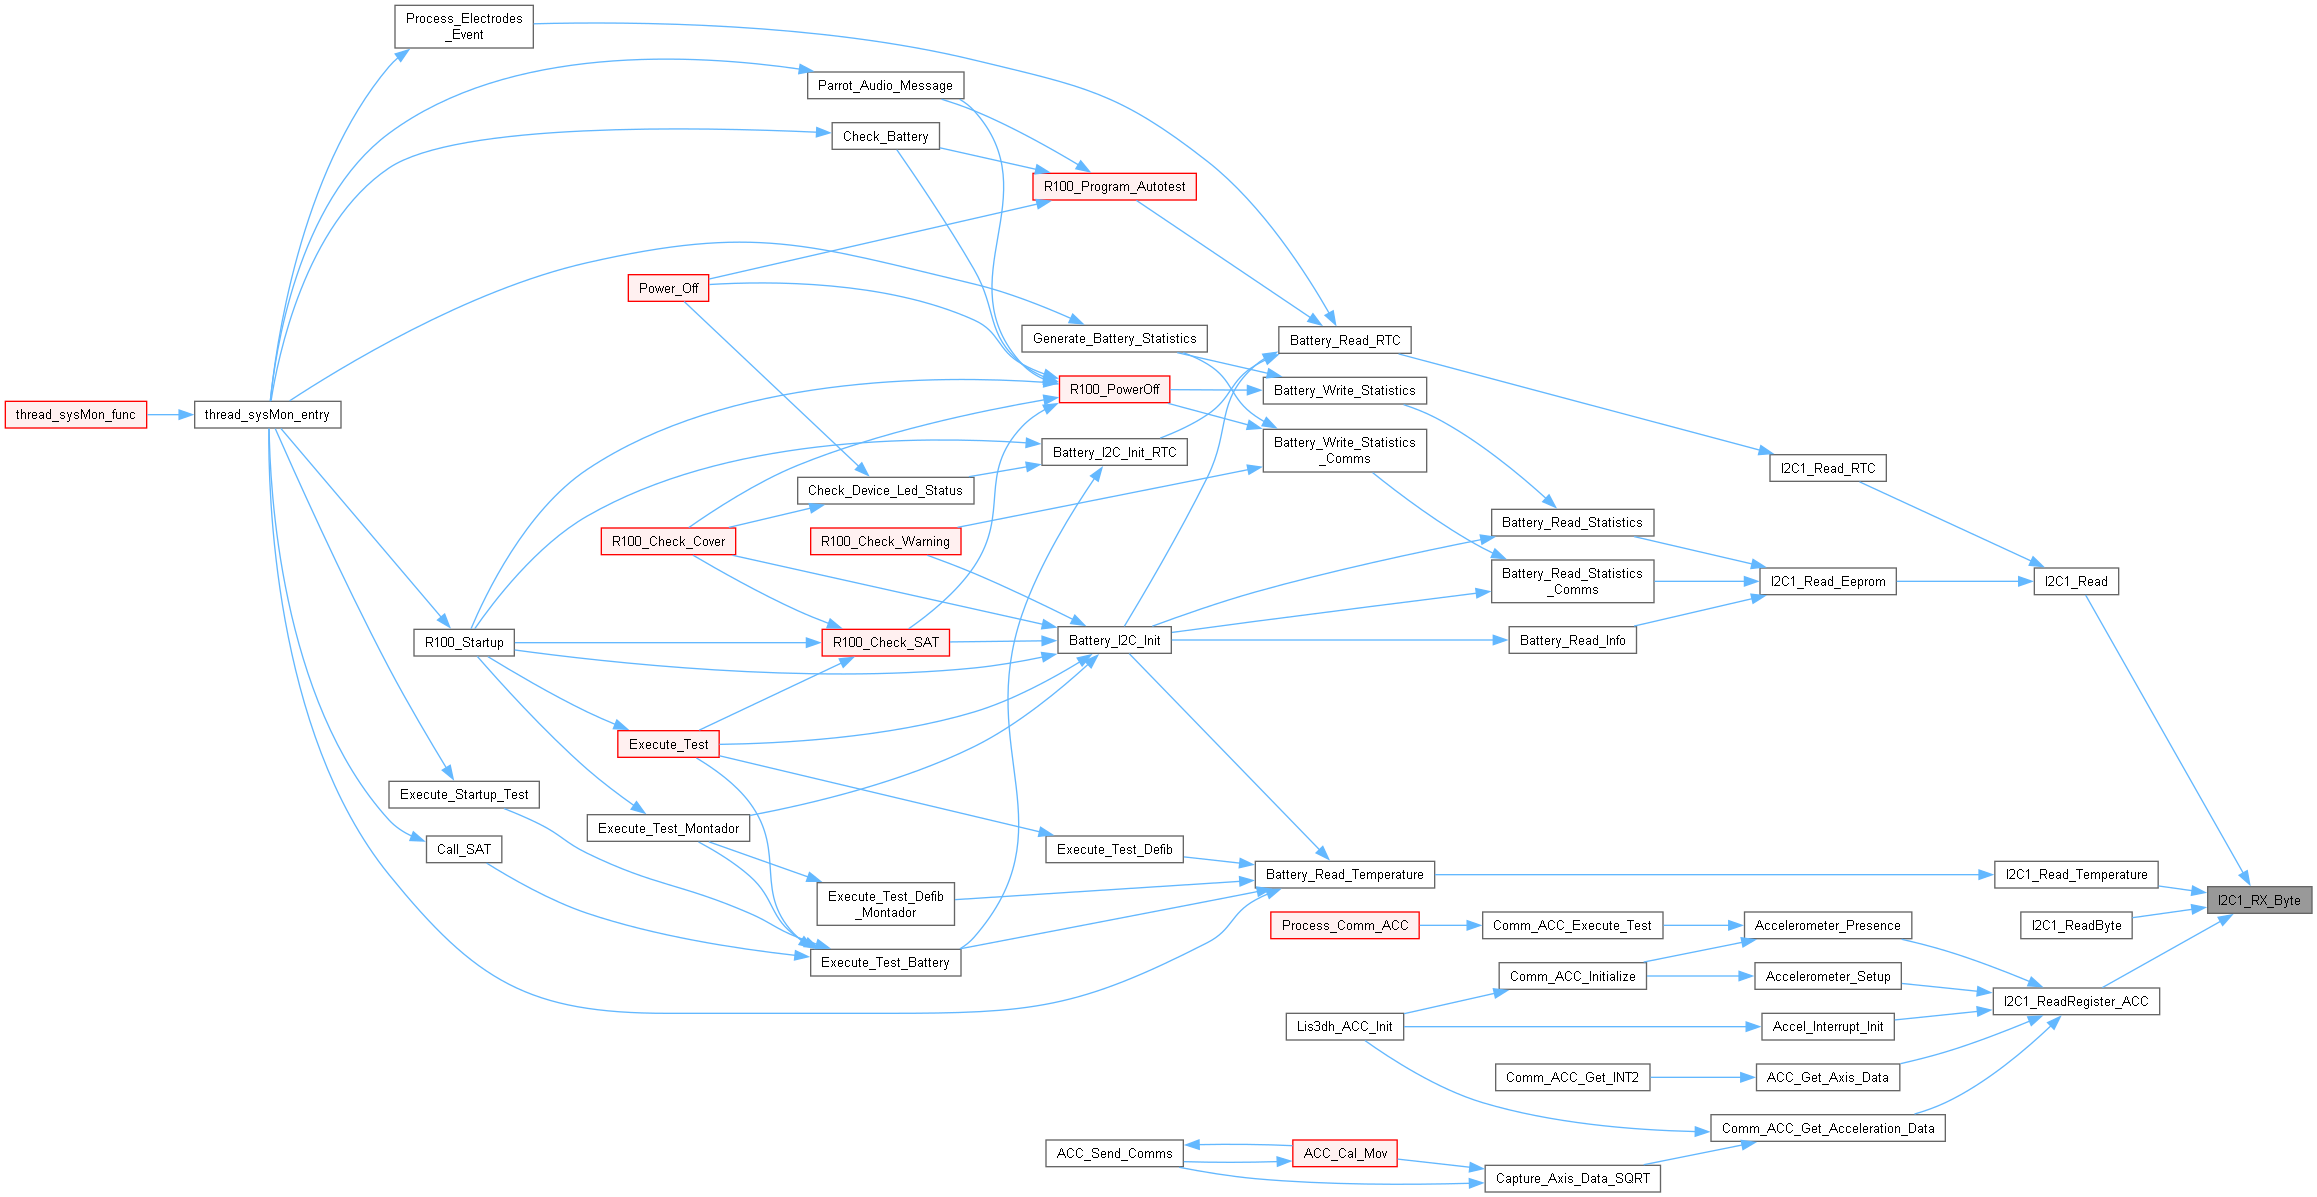 Process_Electrodes
_Event
Parrot_Audio_Message
Check_Battery
R100_Program_Autotest
Power_Off
Generate_Battery_Statistics
Battery_Read_RTC
R100_PowerOff
Battery_Write_Statistics
thread_sysMon_func
thread_sysMon_entry
Battery_I2C_Init_RTC
Battery_Write_Statistics
_Comms
I2C1_Read_RTC
Check_Device_Led_Status
Battery_Read_Statistics
R100_Check_Cover
R100_Check_Warning
Battery_Read_Statistics
_Comms
I2C1_Read_Eeprom
I2C1_Read
R100_Startup
R100_Check_SAT
Battery_I2C_Init
Battery_Read_Info
Execute_Test
Execute_Startup_Test
Execute_Test_Montador
Call_SAT
Execute_Test_Defib
Battery_Read_Temperature
I2C1_Read_Temperature
Execute_Test_Defib
_Montador
I2C1_RX_Byte
Process_Comm_ACC
Comm_ACC_Execute_Test
Accelerometer_Presence
I2C1_ReadByte
Execute_Test_Battery
Comm_ACC_Initialize
Accelerometer_Setup
I2C1_ReadRegister_ACC
Lis3dh_ACC_Init
Accel_Interrupt_Init
Comm_ACC_Get_INT2
ACC_Get_Axis_Data
Comm_ACC_Get_Acceleration_Data
ACC_Send_Comms
ACC_Cal_Mov
Capture_Axis_Data_SQRT